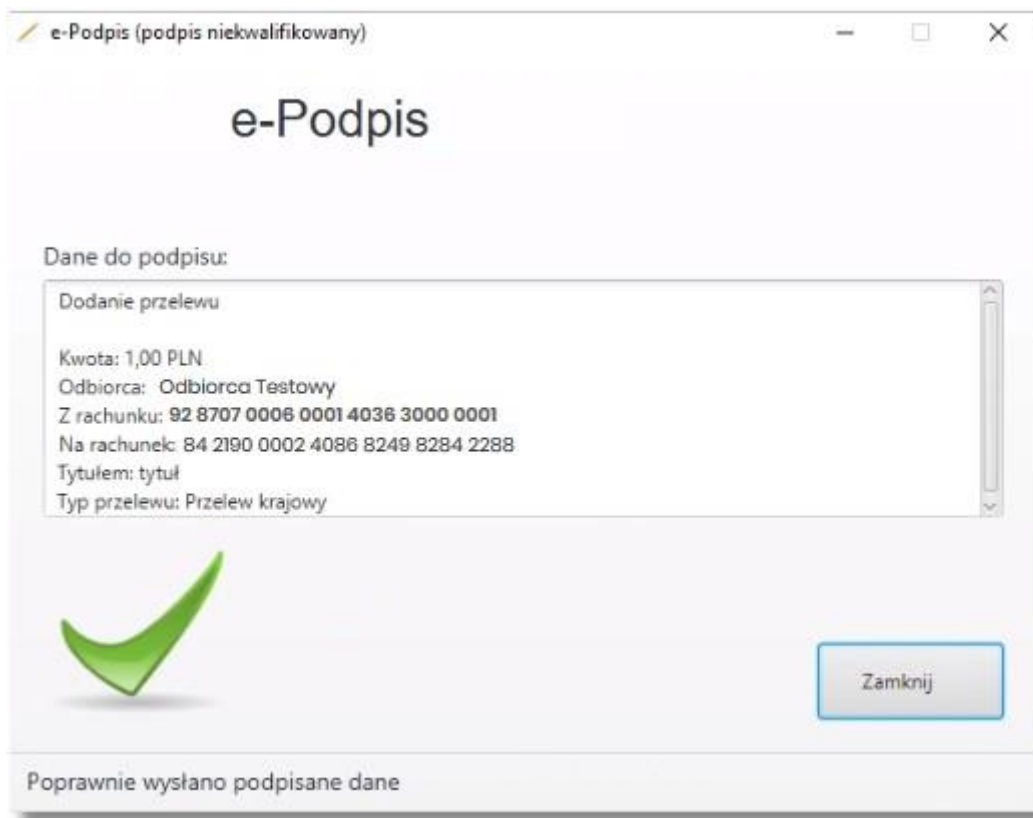 e-Podpis (podpis niekwalifikowany)
e-Podpis
Dane do podpisu:
Dodanie przelewu
Kwota: 1,00 PLN
Odbiorca: Odbiorca Testowy
Z rachunku: 92 8707 0006 0001 4036 3000 0001
Na rachunek: 84 2190 0002 4086 8249 8284 2288
Tytułem: tytuł
Typ przelewu: Przelew krajowy
Zamknij
Poprawnie wysłano podpisane dane